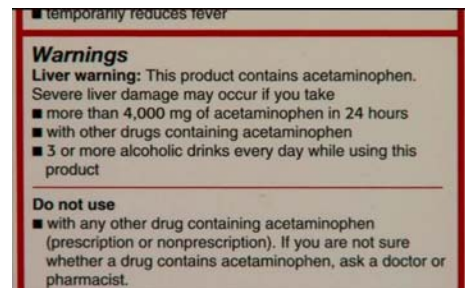 ■ temporarily reduces fever
Warnings
Liver warning: This product contains acetaminophen.
Severe liver damage may occur if you take
■ more than 4,000 mg of acetaminophen in 24 hours
■ with other drugs containing acetaminophen
■ 3 or more alcoholic drinks every day while using this
product
Do not use
■ with any other drug containing acetaminophen
(prescription or nonprescription). If you are not sure
whether a drug contains acetaminophen, ask a doctor or
pharmacist.